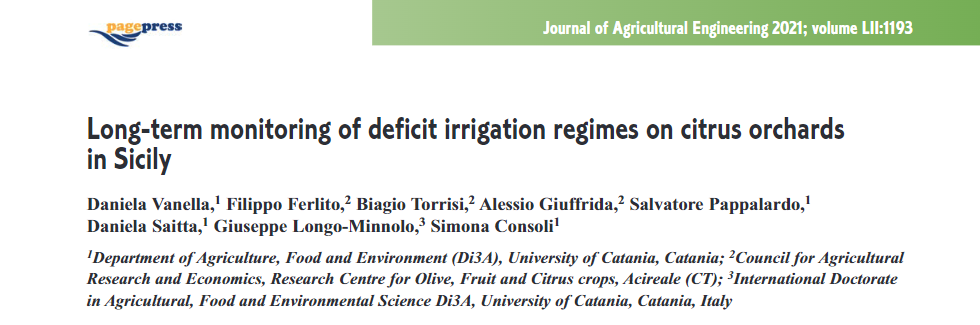 pagepress
Journal of Agricultural Engineering 2021; volume LII:1193
Long-term monitoring of deficit irrigation regimes on citrus orchards
in Sicily
Daniela Vanella,1 Filippo Ferlito,2 Biagio Torrisi,2 Alessio Giuffrida,2 Salvatore Pappalardo,1
Daniela Saitta,1 Giuseppe Longo-Minnolo,3 Simona Consoli1
1Department of Agriculture, Food and Environment (Di3A), University of Catania, Catania; 2Council for Agricultural
Research and Economics, Research Centre for Olive, Fruit and Citrus crops, Acireale (CT); 3International Doctorate
in Agricultural, Food and Environmental Science Di3A, University of Catania, Catania, Italy